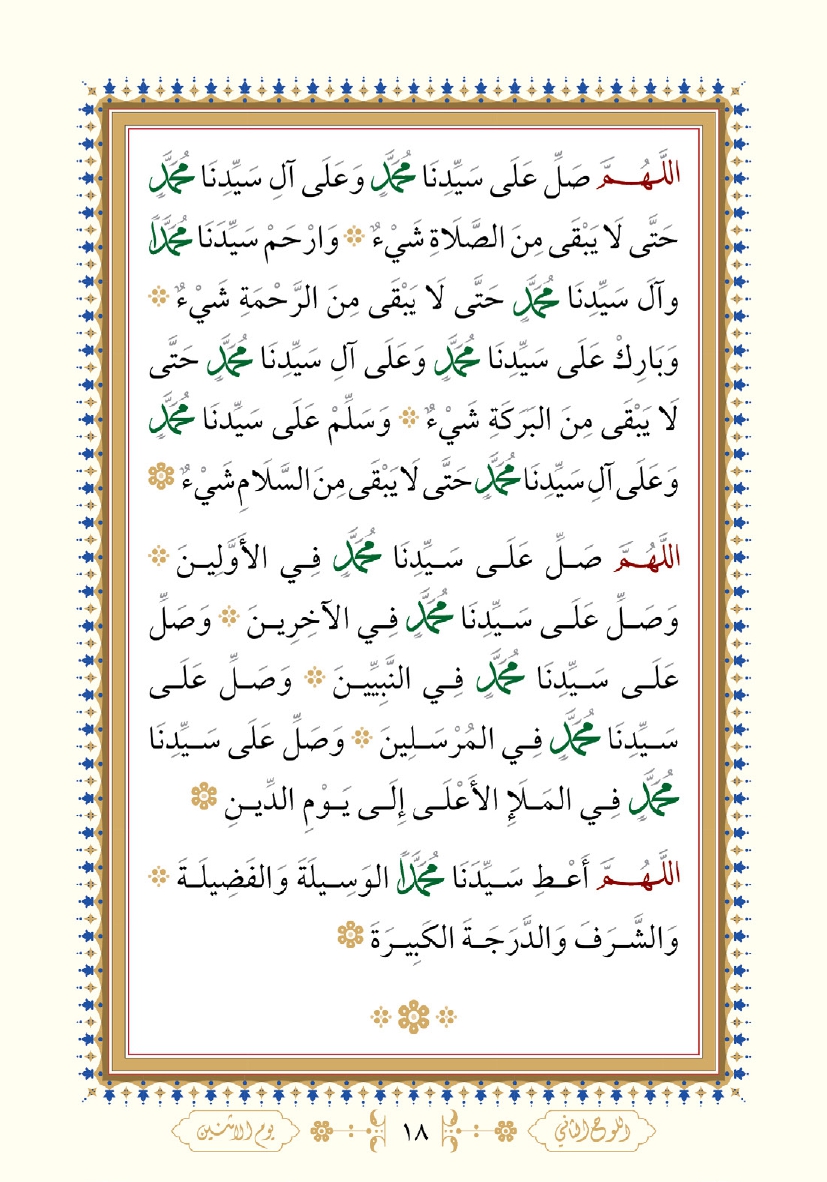 اللَّهُمَّ صَلِّ عَلَى سَيِّدِنَا مُحَمَّدٍ وَعَلَى آلِ سَيِّدِنَا مُحَمَّدٍ
حَتَّى لَا يَبْقَى مِنَ الصَّلَاةِ شَيْءٌ ۞ وَارْحَمْ سَيِّدَنَا مُحَمَّدًا
وآلَ سَيِّدِنَا مُحَمَّدٍ حَتَّى لَا يَبْقَى مِنَ الرَّحْمَةِ شَيْءٌ ۞
وَبَارِكْ عَلَى سَيِّدِنَا مُحَمَّدٍ وَعَلَى آلِ سَيِّدِنَا مُحَمَّدٍ حَتَّى
لَا يَبْقَى مِنَ البَرَكَةِ شَيْءٌ ۞ وَسَلِّمْ عَلَى سَيِّدِنَا مُحَمَّدٍ
وَعَلَى آلِ سَيِّدِنَا مُحَمَّدٍ حَتَّى لَا يَبْقَى مِنَ السَّلَامِ شَيْءٌ ۞
اللَّهُمَّ صَلِّ عَلَى سَيِّدِنَا مُحَمَّدٍ فِي الأَوَّلِينَ ۞
وَصَلِّ عَلَى سَيِّدِنَا مُحَمَّدٍ فِي الآخِرِينَ ۞ وَصَلِّ
عَلَى سَيِّدِنَا مُحَمَّدٍ فِي النَّبِيِّينَ ۞ وَصَلِّ عَلَى
سَيِّدِنَا مُحَمَّدٍ فِي المُرْسَلِينَ ۞ وَصَلِّ عَلَى سَيِّدِنَا
مُحَمَّدٍ فِي المَلَإِ الأَعْلَى إِلَى يَوْمِ الدِّينِ ۞
اللَّهُمَّ أَعْطِ سَيِّدَنَا مُحَمَّدًا الوَسِيلَةَ وَالفَضِيلَةَ ۞
وَالشَّرَفَ وَالدَّرَجَةَ الكَبِيرَةَ ۞
اللوح الثاني ١٨ يوم الاثنين